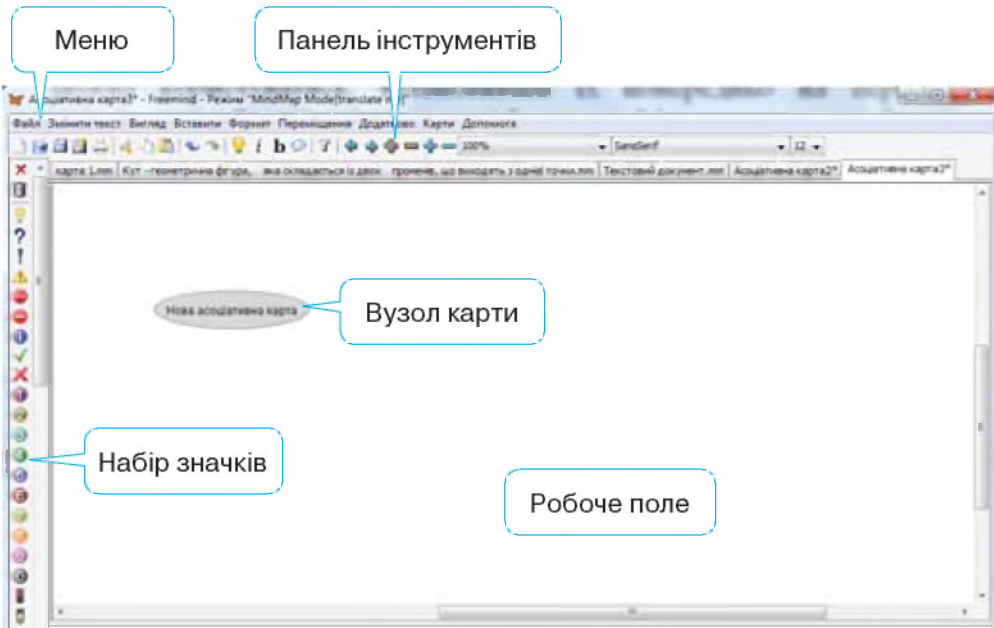 Меню
Панель інструментів
Асоціативна карта3* - Freemind - Режим "MindMap Mode[translate me]"
Файл Змінити текст Вигляд Вставити Формат Переміщення Додатково Карти Допомога
100% SansSerif 12
карта 1.mm Кут -геометрична фігура, яка складається із двох променів, що виходять з однієї точки.mm Текстовий документ.mm Асоціативна карта2* Асоціативна карта3*
Нова асоціативна карта
Вузол карти
Набір значків
Робоче поле